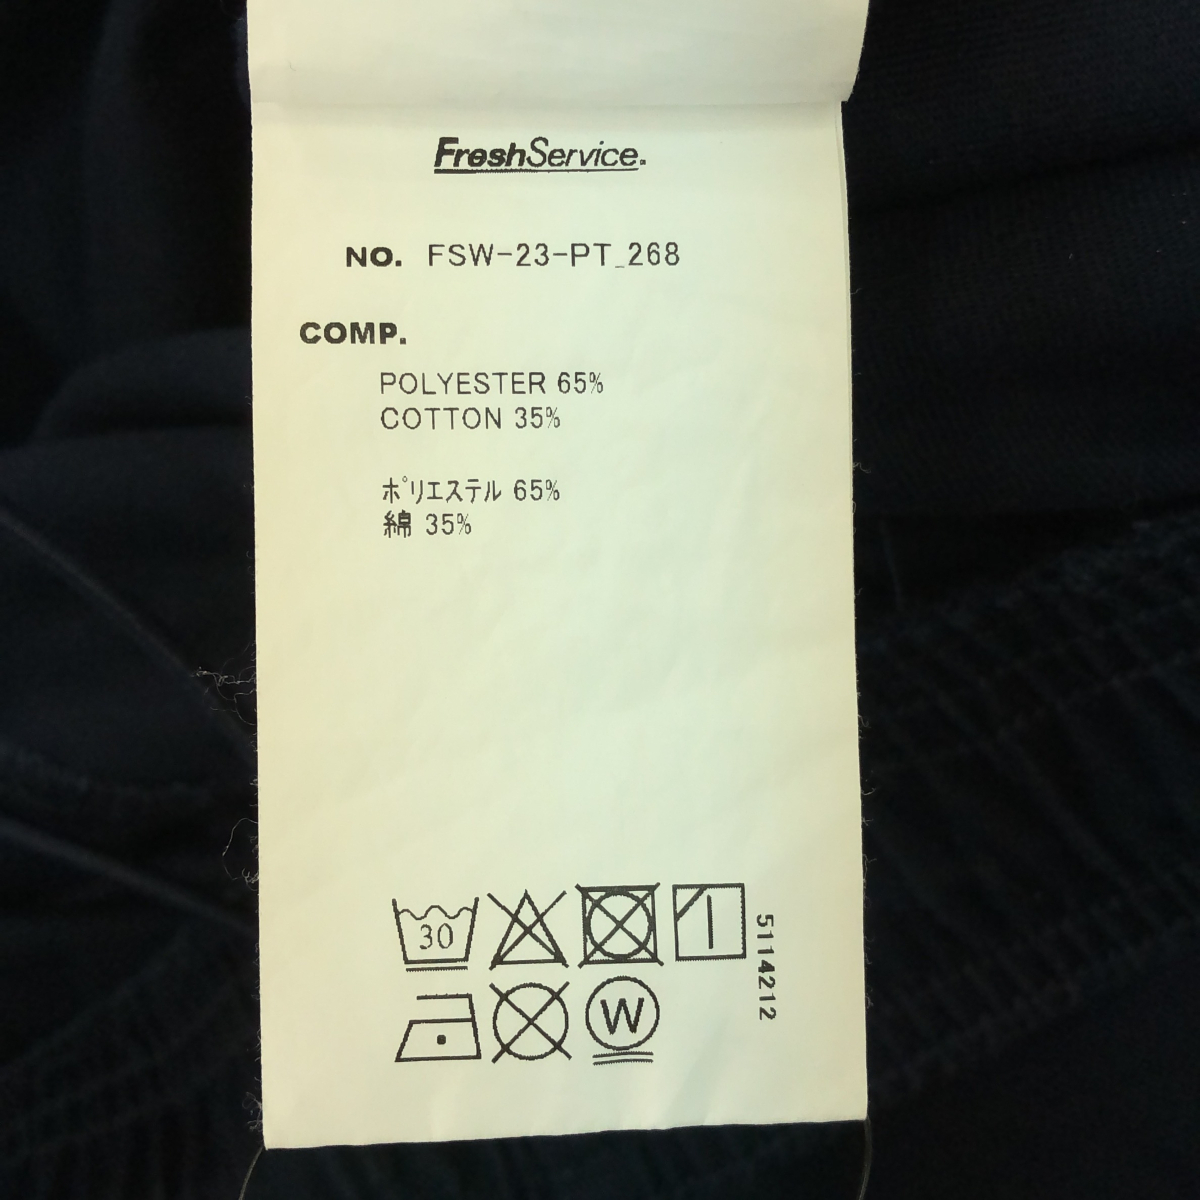 FreshService.
NO. FSW-23-PT_268
COMP.
POLYESTER 65%
COTTON 35%
ポリエステル 65%
綿 35%
30
W
5114212